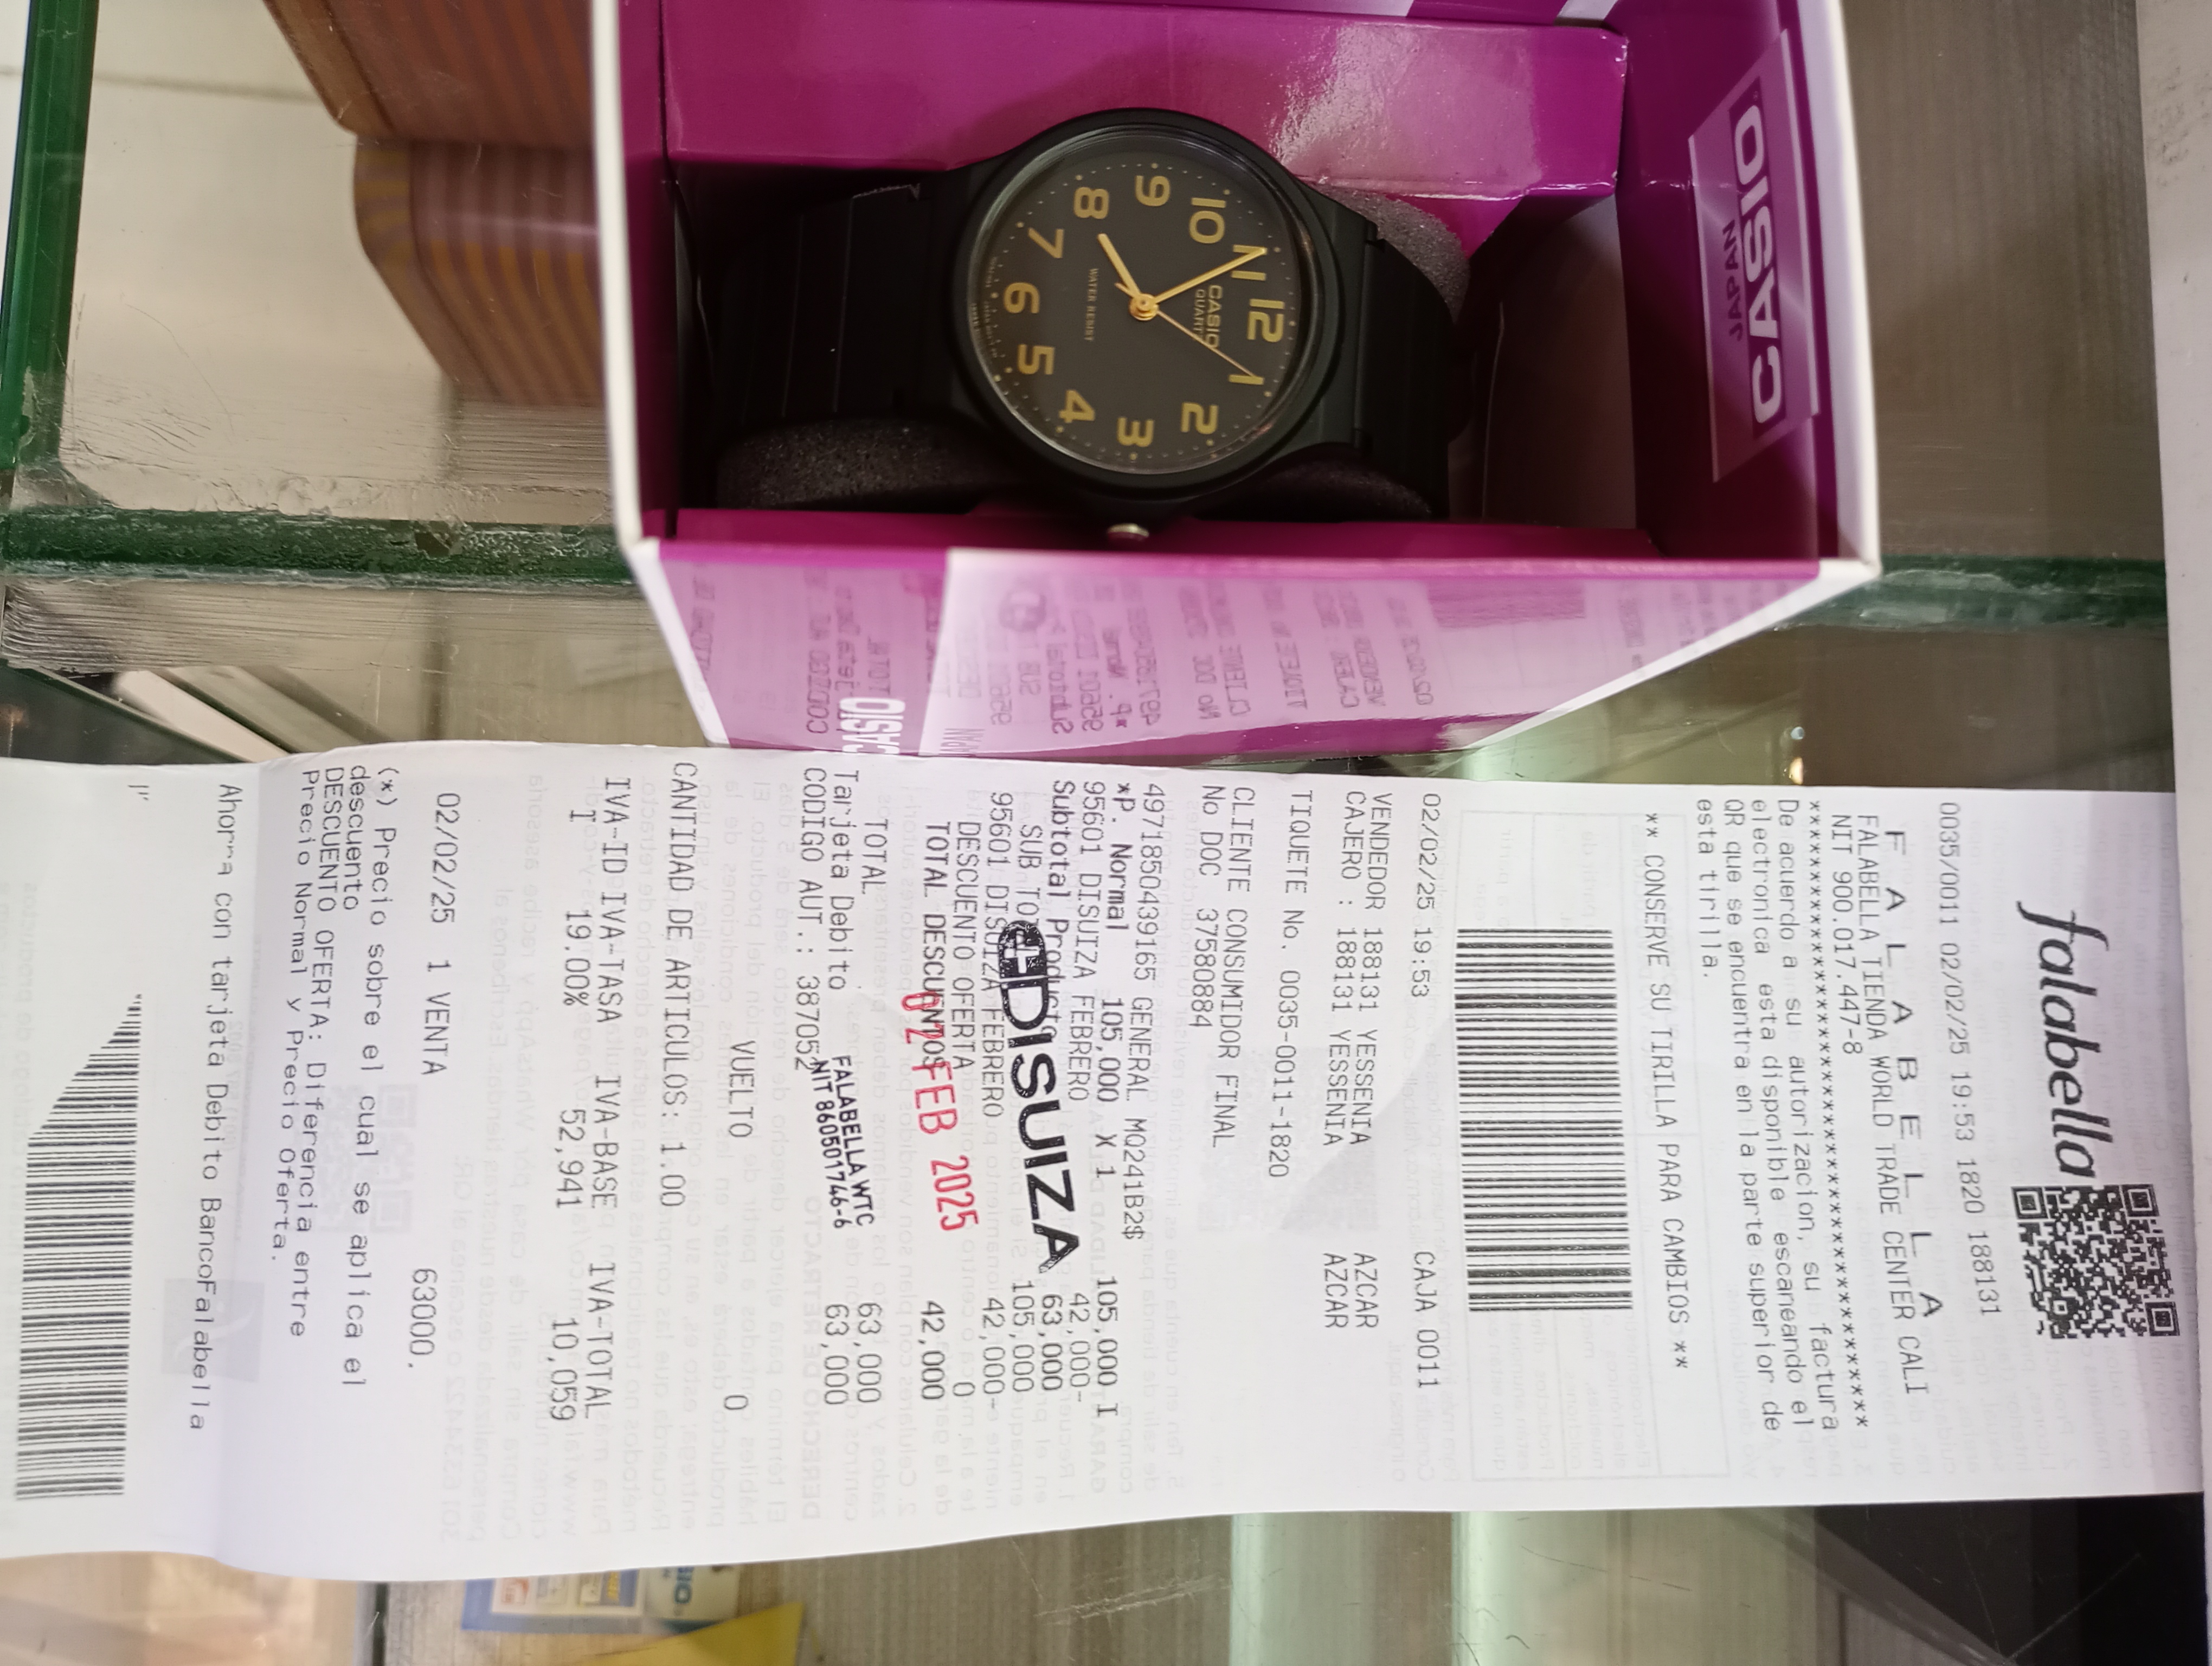 falabella
0035/0011 02/02/25 19:53 1820 188131
F A L A B E L L A
FALABELLA TIENDA WORLD TRADE CENTER CALI
NIT 900.017.447-8
****************************************
De acuerdo a su autorizacion, su factura
electronica esta disponible escaneando el
QR que se encuentra en la parte superior de
esta tirilla.
** CONSERVE SU TIRILLA PARA CAMBIOS **
02/02/25 19:53 CAJA 0011
VENDEDOR 188131 YESSENIA AZCAR
CAJERO : 188131 YESSENIA AZCAR
TIQUETE No. 0035-0011-1820
CLIENTE CONSUMIDOR FINAL
No DOC 37580884
4971850439165 GENERAL MQ241B2$
*P. Normal 105,000 X 1 105,000 I
95601 DISUIZA FEBRERO 42,000-
Subtotal Producto 63,000
SUB TOTAL 105,000
95601 DISUIZA FEBRERO 42,000-
DESCUENTO OFERTA 0
TOTAL DESCUENTOS 42,000
TOTAL 63,000
Tarjeta Debito 63,000
CODIGO AUT.: 387052
VUELTO 0
CANTIDAD DE ARTICULOS: 1.00
IVA-ID IVA-TASA IVA-BASE IVA-TOTAL
I 19.00% 52,941 10,059
02/02/25 1 VENTA 63000.
(*) Precio sobre el cual se aplica el
descuento
DESCUENTO OFERTA: Diferencia entre
Precio Normal y Precio Oferta.
Ahorra con tarjeta Debito BancoFalabella
DISUIZA
02 FEB 2025
FALABELLA WTC
NIT 860501746-6
CASIO
JAPAN
CASIO
QUARTZ
WATER RESIST
12
1
2
3
4
5
6
7
8
9
10
11
CASIO